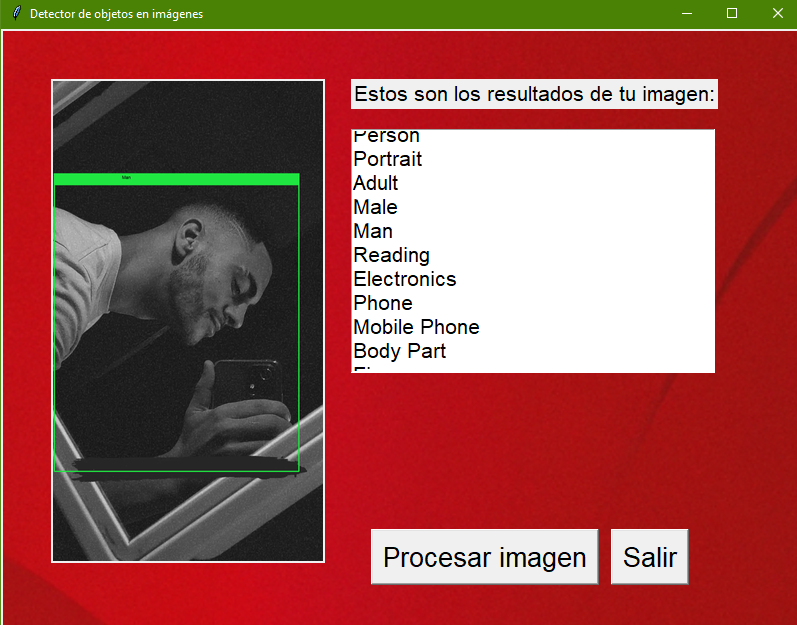 Detector de objetos en imágenes
Estos son los resultados de tu imagen:
Man
Person
Portrait
Adult
Male
Man
Reading
Electronics
Phone
Mobile Phone
Body Part
Procesar imagen
Salir